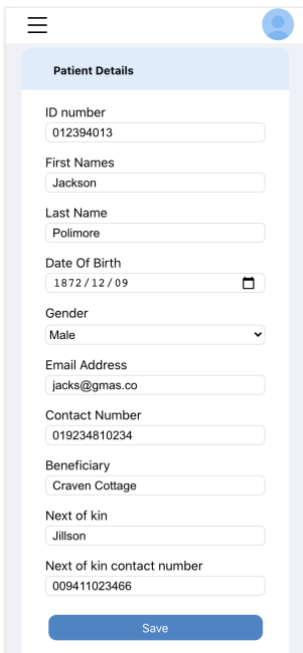 Patient Details
ID number
012394013
First Names
Jackson
Last Name
Polimore
Date Of Birth
1872/12/09
Gender
Male
Email Address
jacks@gmas.co
Contact Number
019234810234
Beneficiary
Craven Cottage
Next of kin
Jillson
Next of kin contact number
009411023466
Save